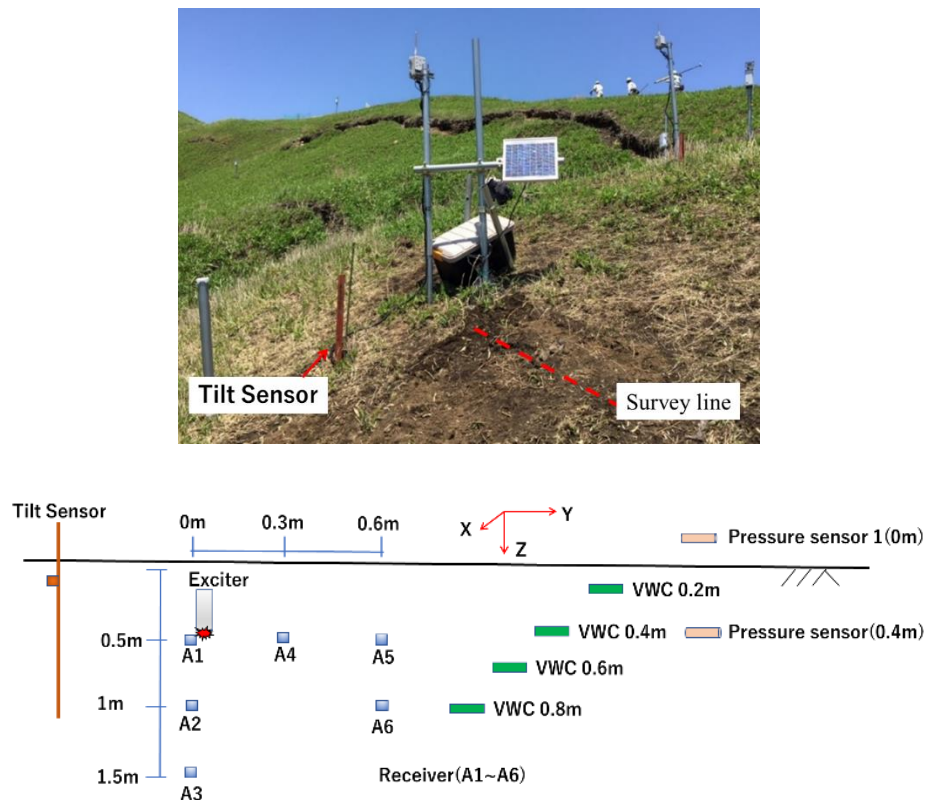 Tilt Sensor
Survey line
Tilt Sensor
0m
0.3m
0.6m
X
Y
Z
Pressure sensor 1(0m)
Exciter
VWC 0.2m
0.5m
A1
A4
A5
VWC 0.4m
Pressure sensor(0.4m)
VWC 0.6m
1m
A2
A6
VWC 0.8m
1.5m
A3
Receiver(A1~A6)